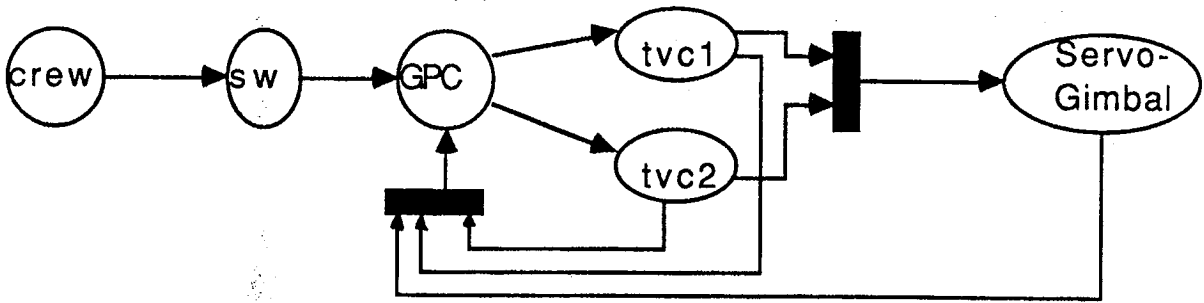 crew
sw
GPC
tvc1
tvc2
Servo-
Gimbal